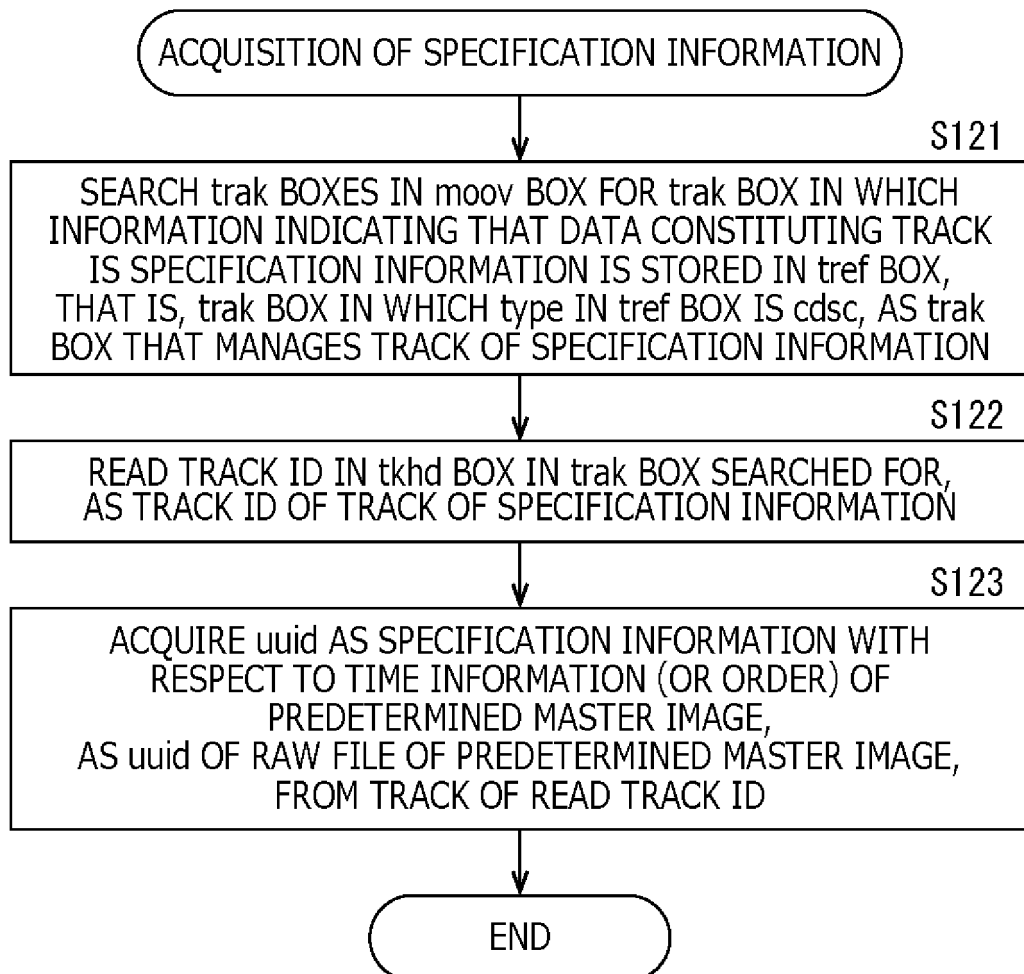 ACQUISITION OF SPECIFICATION INFORMATION
S121
SEARCH trak BOXES IN moov BOX FOR trak BOX IN WHICH
INFORMATION INDICATING THAT DATA CONSTITUTING TRACK
IS SPECIFICATION INFORMATION IS STORED IN tref BOX,
THAT IS, trak BOX IN WHICH type IN tref BOX IS cdsc, AS trak
BOX THAT MANAGES TRACK OF SPECIFICATION INFORMATION
S122
READ TRACK ID IN tkhd BOX IN trak BOX SEARCHED FOR,
AS TRACK ID OF TRACK OF SPECIFICATION INFORMATION
S123
ACQUIRE uuid AS SPECIFICATION INFORMATION WITH
RESPECT TO TIME INFORMATION (OR ORDER) OF
PREDETERMINED MASTER IMAGE,
AS uuid OF RAW FILE OF PREDETERMINED MASTER IMAGE,
FROM TRACK OF READ TRACK ID
END